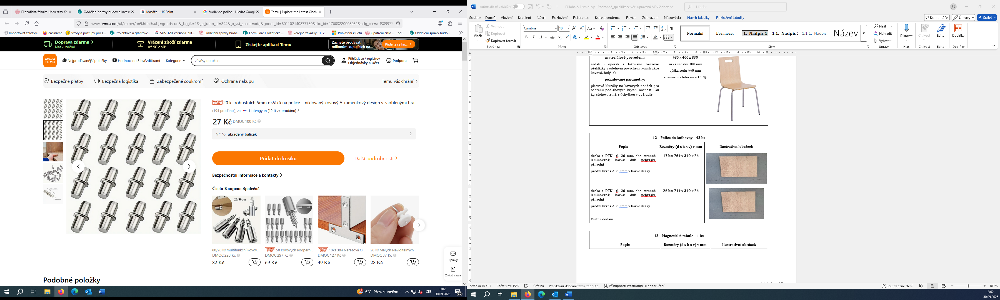 Filozofická fakulta Univerzity Ka
Oddělení správy budov a invest
Masáže - UK Point
čudlík do police - Hledat Googl
Temu | Explore the Latest Clothi
www.temu.com/ul/kuiper/un9.html?subj=goods-un&_bg_fs=1&_p_jump_id=894&_x_vst_scene=adg&goods_id=601102140877750&sku_id=17603220008052&adg_ctx=a-f389977
Importovat záložky...
Začínáme
Vzory a postupy pro z...
Projektové a grantové...
SUS-120-version1-akt...
Oddělení správy budo...
Formuláře Filozofické ...
Veřejné zakázky - E-Z...
Přihlášení k účtu
Opatření číslo ... - od-...
Oddělení správy budo...
Doprava zdarma
Neskutečné
Vrácení zboží zdarma
Až 90 dnů*
Získejte aplikaci Temu
Začněte prodávat
milionům kupujících na...
Přidejte se hn...
TEMU
Nejprodávanější položky
Hodnoceno 5 hvězdičkami
Kategorie
závěsy do oken
Přihlásit se / registrov
Objednávky a Účet
Podpora
Bezpečné platby
Bezpečná logistika
Zabezpečené soukromí
Ochrana nákupu
Temu vás chrání
PODZIMNÍ VÝBĚR 20 ks robustních 5mm držáků na police – niklovaný kovový A-ramenkový design s zaoblenými hra...
(194 prodáno), za Liutengyun (12 tis.+ prodáno)
27 Kč DMOC 100 Kč
N***o ukradený balíček
Přidat do košíku
Další podrobnosti
Bezpečnostní informace a kontakty
Často Koupeno Společně
20/80pcs
80/20 ks multifunkční kovov...
DMOC 228 Kč
82 Kč
PODZIMNÍ VÝBĚR 50 Kovových Podpěrn...
DMOC 297 Kč
69 Kč
PODZIMNÍ VÝBĚR 10ks 304 Nerezová O...
DMOC 127 Kč
49 Kč
20 ks Malých Neviditelných ...
DMOC 37 Kč
28 Kč
Zprávy
Zpětná vazba
Podobné položky
6°C Přev. slunečno
CES
8:02
30.09.2025
20
Automatické ukládání
Příloha č. 1 smlouvy - Podrobná_specifikace věcí upravená MPv 2.docx
Hledat
Soubor
Domů
Vložení
Kreslení
Návrh
Rozložení
Reference
Korespondence
Revize
Zobrazení
Nápověda
Návrh tabulky
Rozložení tabulky
Komentáře
Úpravy
Sdílet
Vložit
Vyjmout
Kopírovat
Kopírovat formát
Schránka
Cambria
10
Písmo
Odstavec
Normální
Bez mezer
1. Nadpis 1
1.1. Nadpis 2
1.1.1. Nadpis 3
Název
Styly
Najít
Nahradit
Vybrat
Úpravy
Diktovat
Hlas
Citlivost
Citlivost
Editor
Editor
Doplňky
Doplňky
materiálové provedení:
sedák i opěrák z lakované březové
překližky s odolným povrchem, konstrukce
kovová, šedý lak
požadované parametry:
plastové kluzáky na kovových nohách pro
ochranu podlahových krytin, nosnost 130
kg, stohovatelné, s úchytkou v opěradle
480 x 400 x 830
šířka sedáku 380 mm
výška sedu 440 mm
rozměrová tolerance ± 5 %
12 – Police do knihovny – 43 ks
Popis
Rozměry (d x h x v) v mm
Ilustrativní obrázek
deska z DTDL tl. 26 mm, oboustranně
laminovaná; barva: dub nebraska
přírodní
přední hrana ABS 2mm v barvě desky
17 ks: 764 x 340 x 26
deska z DTDL tl. 26 mm, oboustranně
laminovaná; barva: dub nebraska
přírodní
přední hrana ABS 2mm v barvě desky
Včetně dodání
26 ks: 714 x 340 x 26
13 – Magnetická tabule – 1 ks
Popis
Rozměry (d x h x v) v mm
Ilustrativní obrázek
Stránka 10 z 11
Počet slov: 1559
Čeština
Prediktivní vkládání textu: zapnuto
Přístupnost: Prostudujte si doporučení
Soustředěné čtení
100 %
8:02
30.09.2025